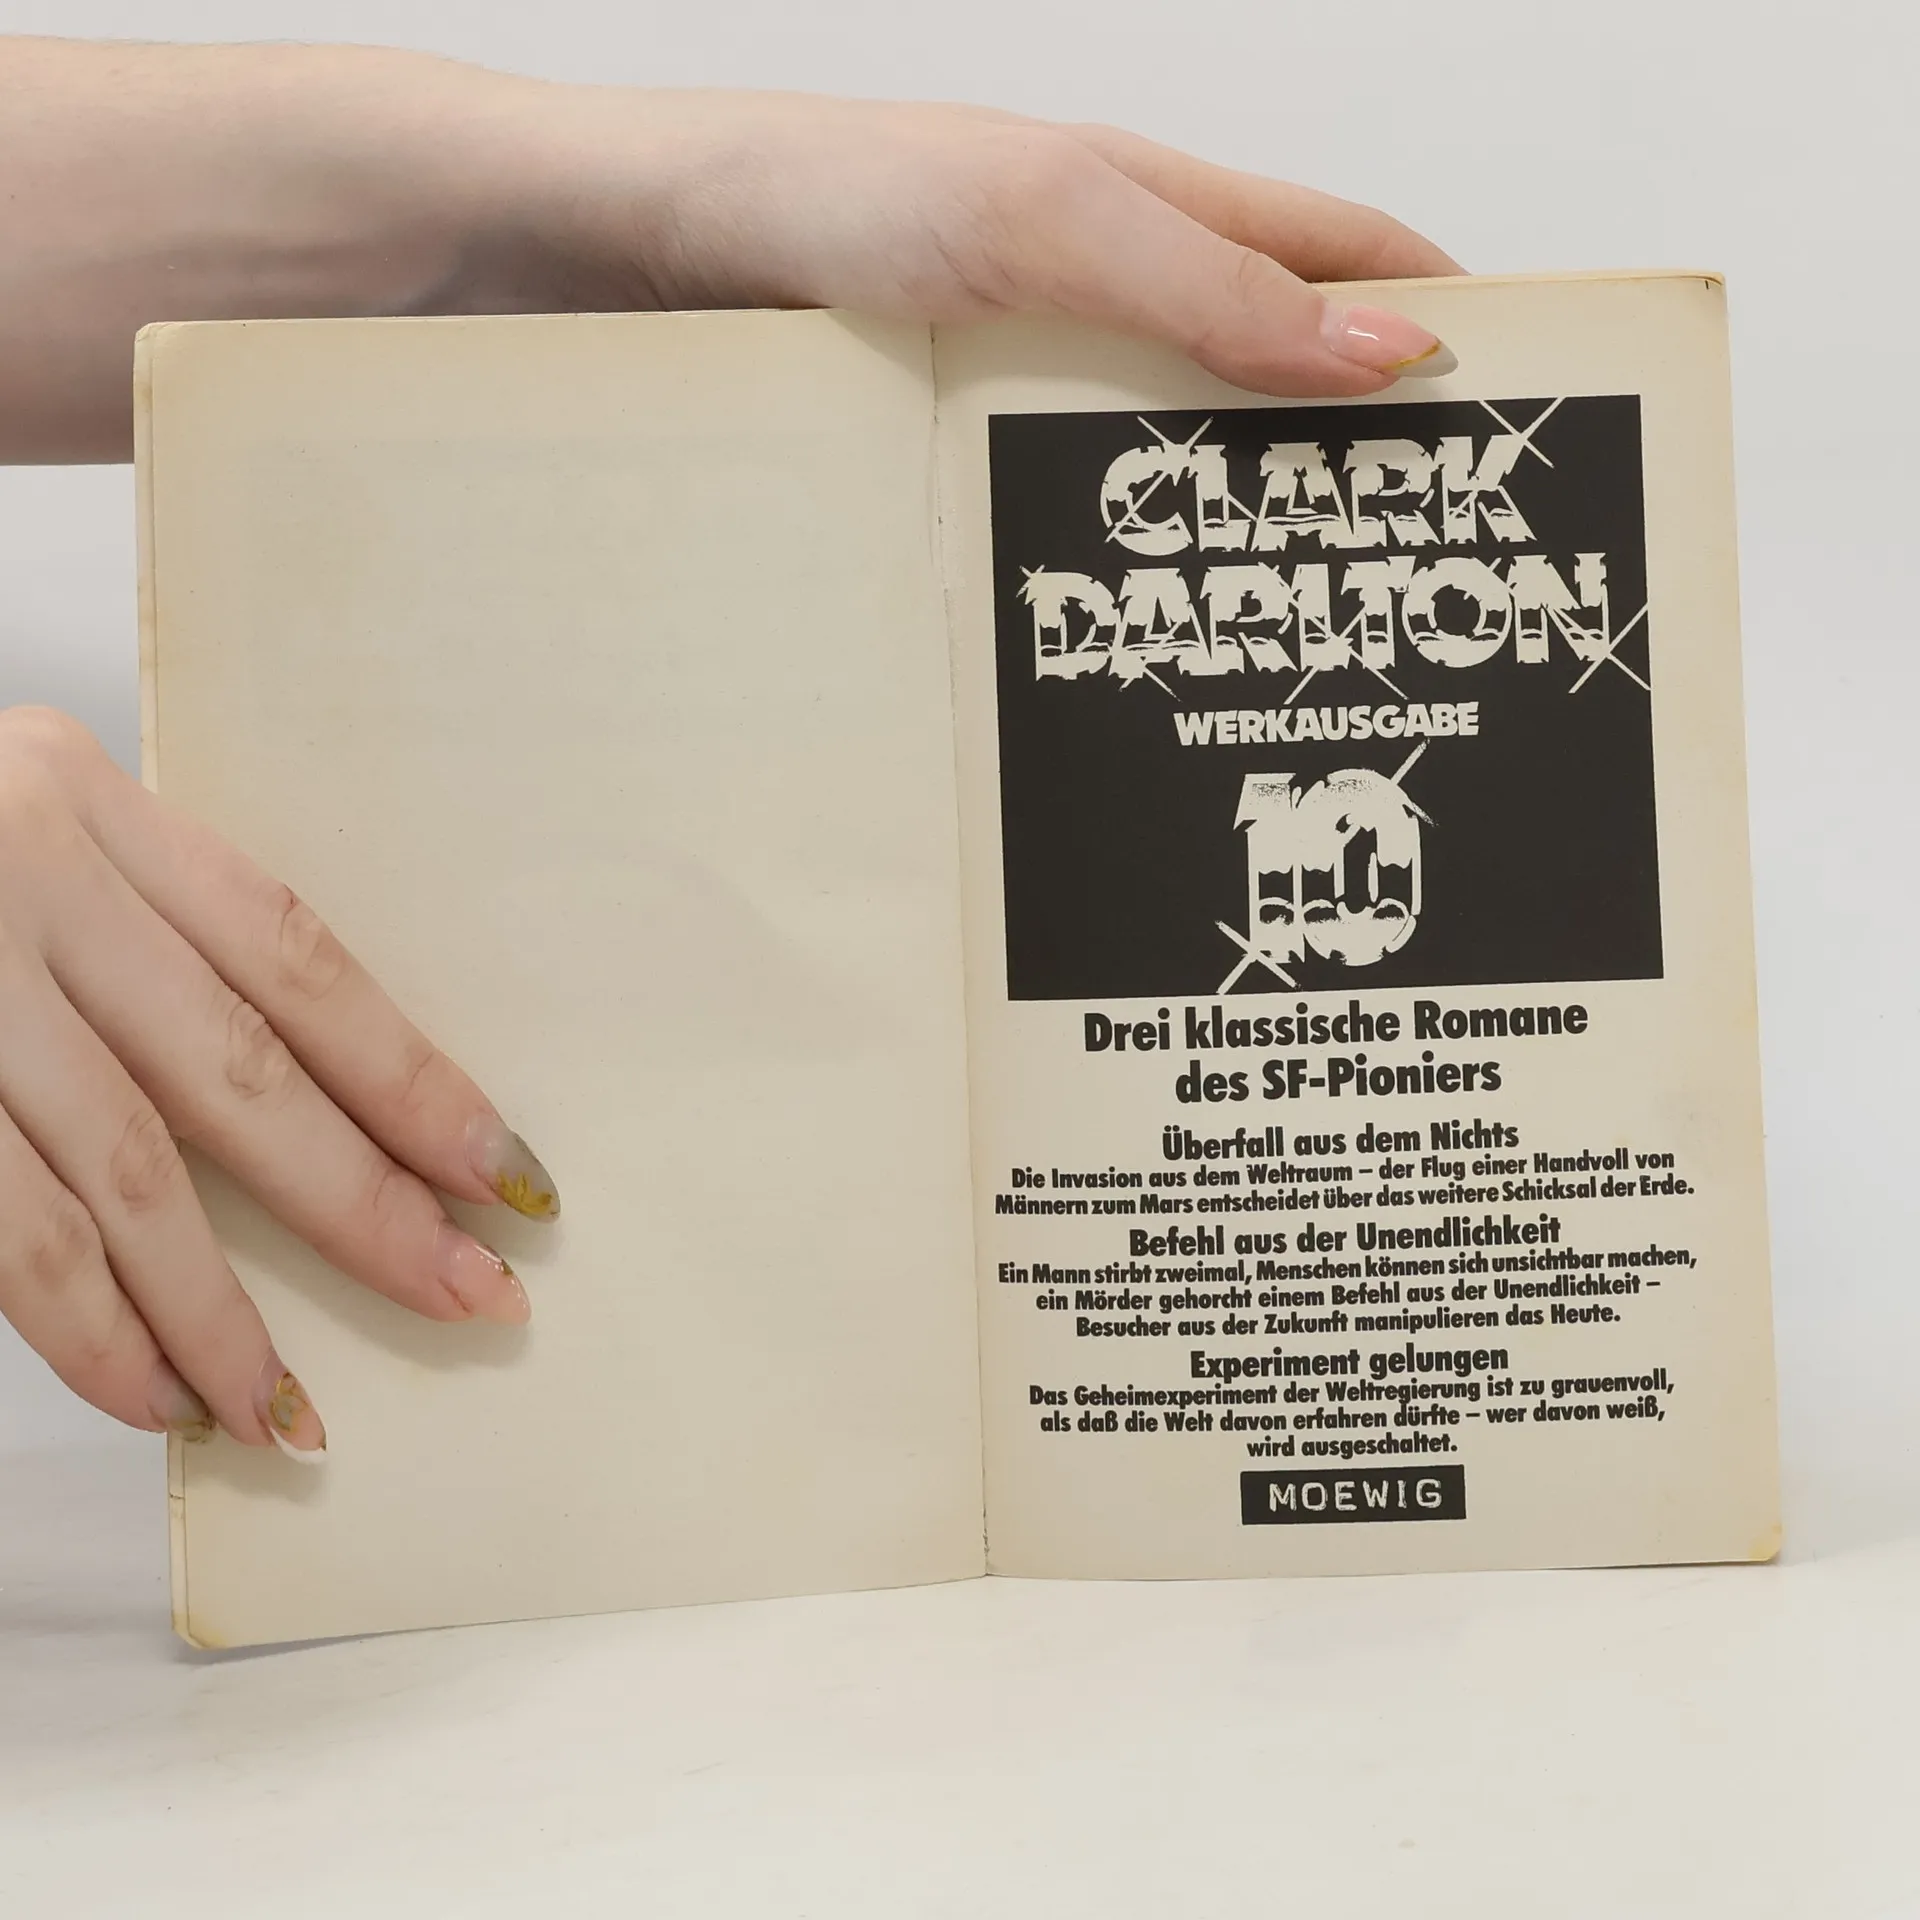 CLARK
DARLTON
WERKAUSGABE
10
Drei klassische Romane
des SF-Pioniers
Überfall aus dem Nichts
Die Invasion aus dem Weltraum – der Flug einer Handvoll von
Männern zum Mars entscheidet über das weitere Schicksal der Erde.
Befehl aus der Unendlichkeit
Ein Mann stirbt zweimal, Menschen können sich unsichtbar machen,
ein Mörder gehorcht einem Befehl aus der Unendlichkeit –
Besucher aus der Zukunft manipulieren das Heute.
Experiment gelungen
Das Geheimexperiment der Weltregierung ist zu grauenvoll,
als daß die Welt davon erfahren dürfte – wer davon weiß,
wird ausgeschaltet.
MOEWIG